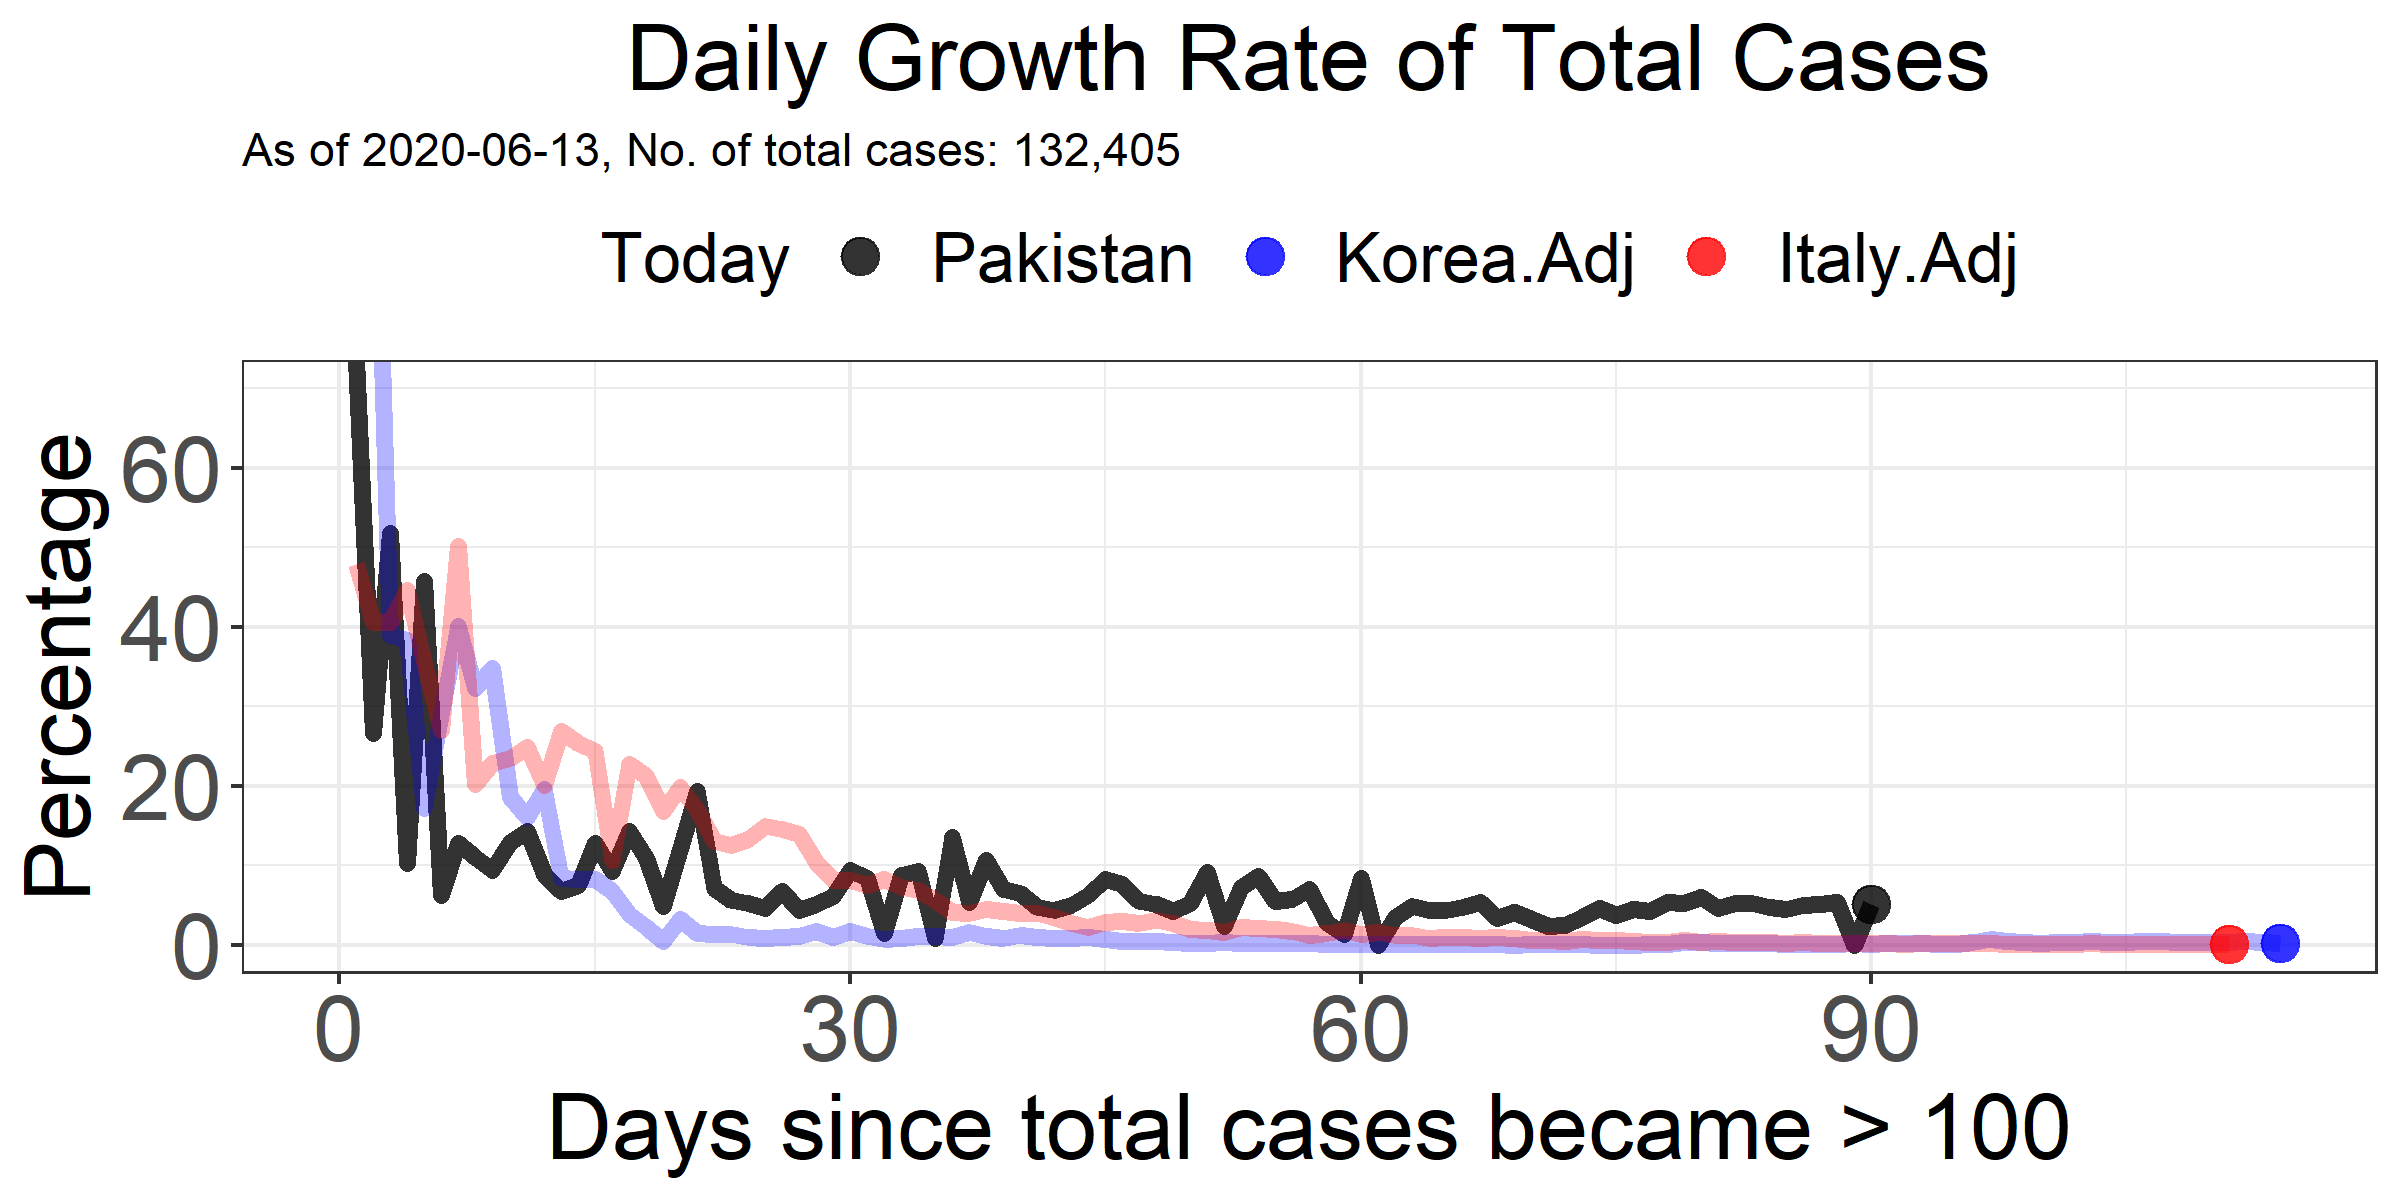 Daily Growth Rate of Total Cases
As of 2020-06-13, No. of total cases: 132,405
Today Pakistan Korea.Adj Italy.Adj
Percentage
60
40
20
0
0 30 60 90
Days since total cases became > 100